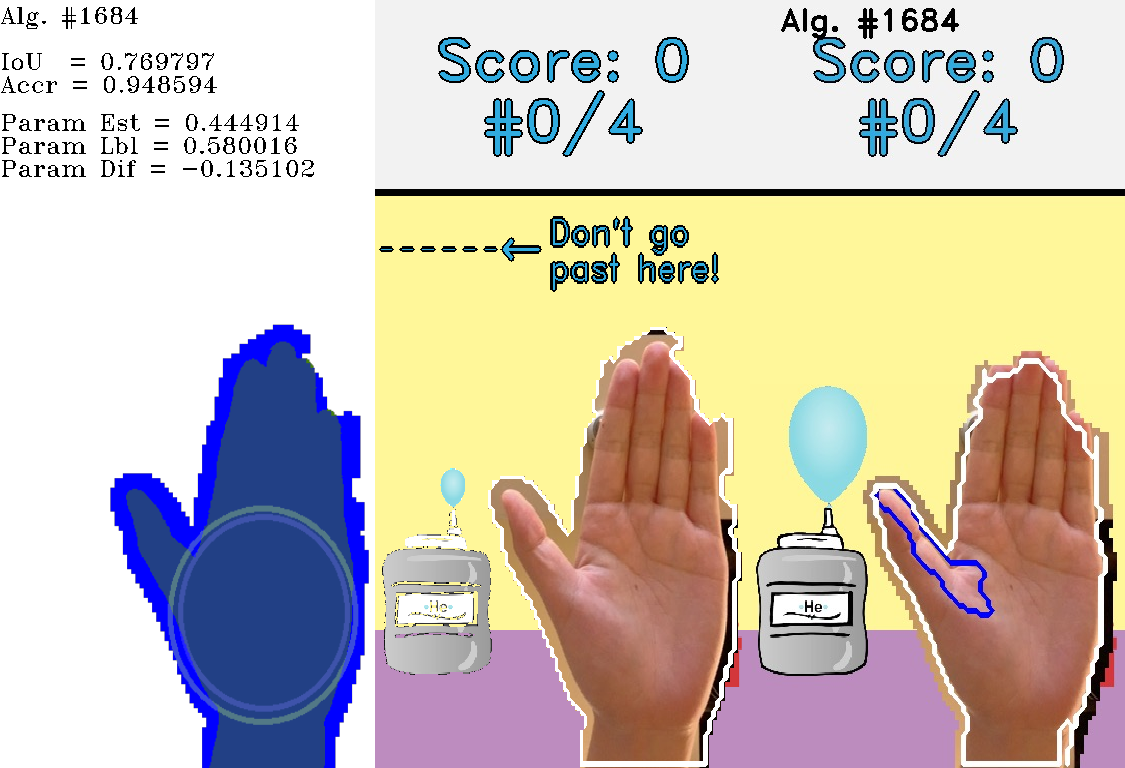 Alg. #1684
IoU = 0.769797
Accr = 0.948594
Param Est = 0.444914
Param Lbl = 0.580016
Param Dif = −0.135102
Score: 0
#0/4
Don't go
past here!
He
Alg. #1684
Score: 0
#0/4
He